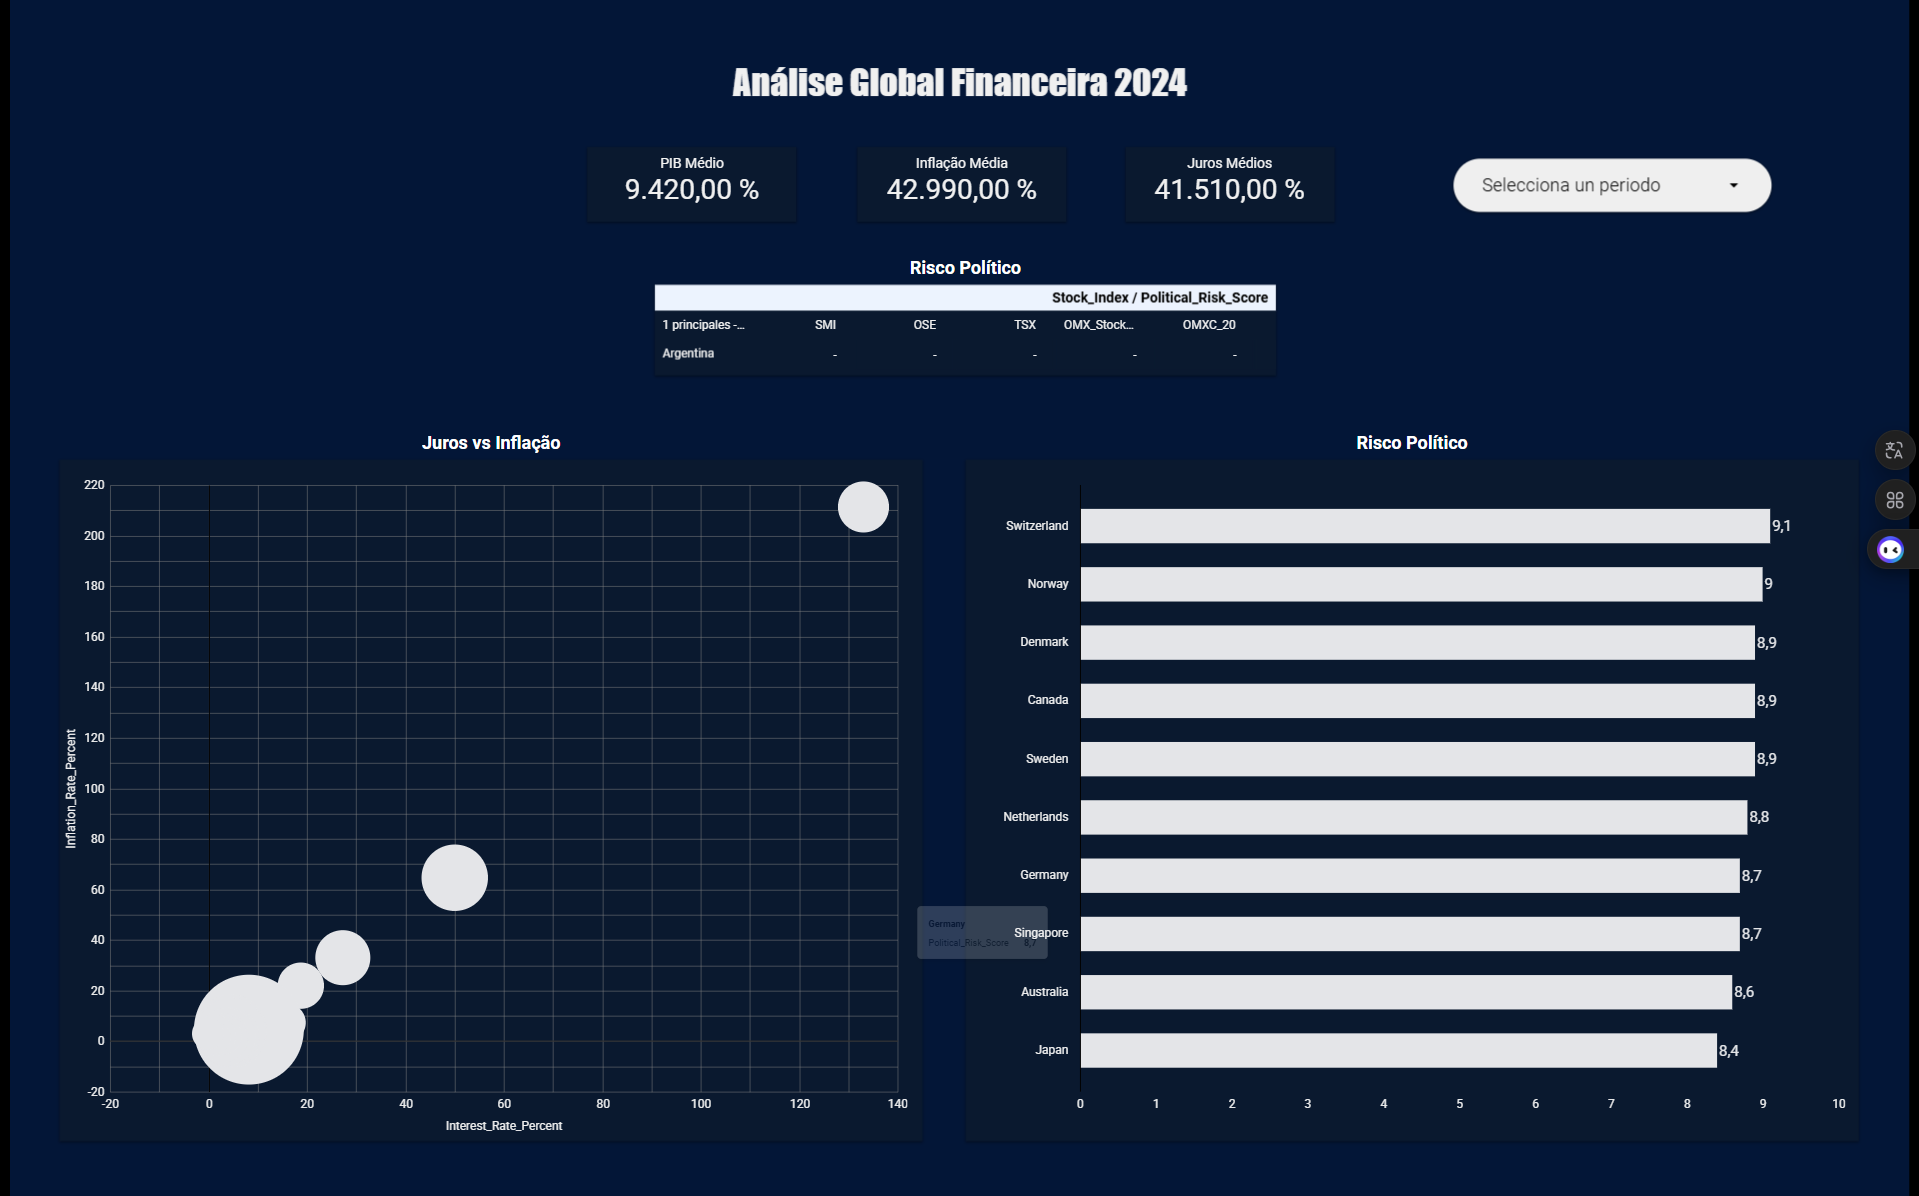 Análise Global Financeira 2024
PIB Médio
9.420,00 %
Inflação Média
42.990,00 %
Juros Médios
41.510,00 %
Selecciona un periodo
Risco Político
Stock_Index / Political_Risk_Score
1 principales -... SMI OSE TSX OMX_Stock... OMXC_20
Argentina - - - - -
Juros vs Inflação
220
200
180
160
140
120
100
80
60
40
20
0
-20
Inflation_Rate_Percent
-20 0 20 40 60 80 100 120 140
Interest_Rate_Percent
Risco Político
Switzerland 9,1
Norway 9
Denmark 8,9
Canada 8,9
Sweden 8,9
Netherlands 8,8
Germany 8,7
Singapore 8,7
Australia 8,6
Japan 8,4
0 1 2 3 4 5 6 7 8 9 10
Germany
Political_Risk_Score 8,7